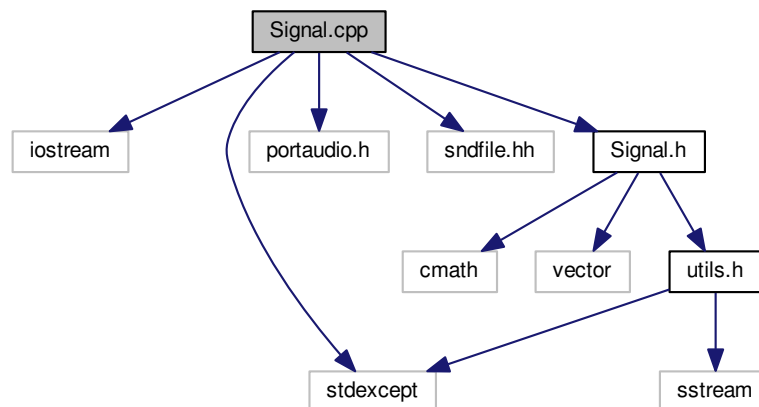 Signal.cpp
iostream
portaudio.h
sndfile.hh
Signal.h
cmath
vector
utils.h
stdexcept
sstream